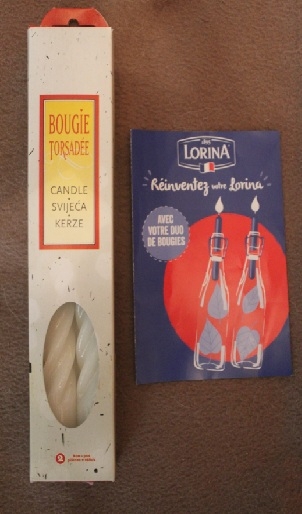 BOUGIE
TORSADEE
CANDLE
SVIJEĆA
KERZE
LORINA
Réinventez votre Lorina
AVEC
VOTRE DUO
DE BOUGIES